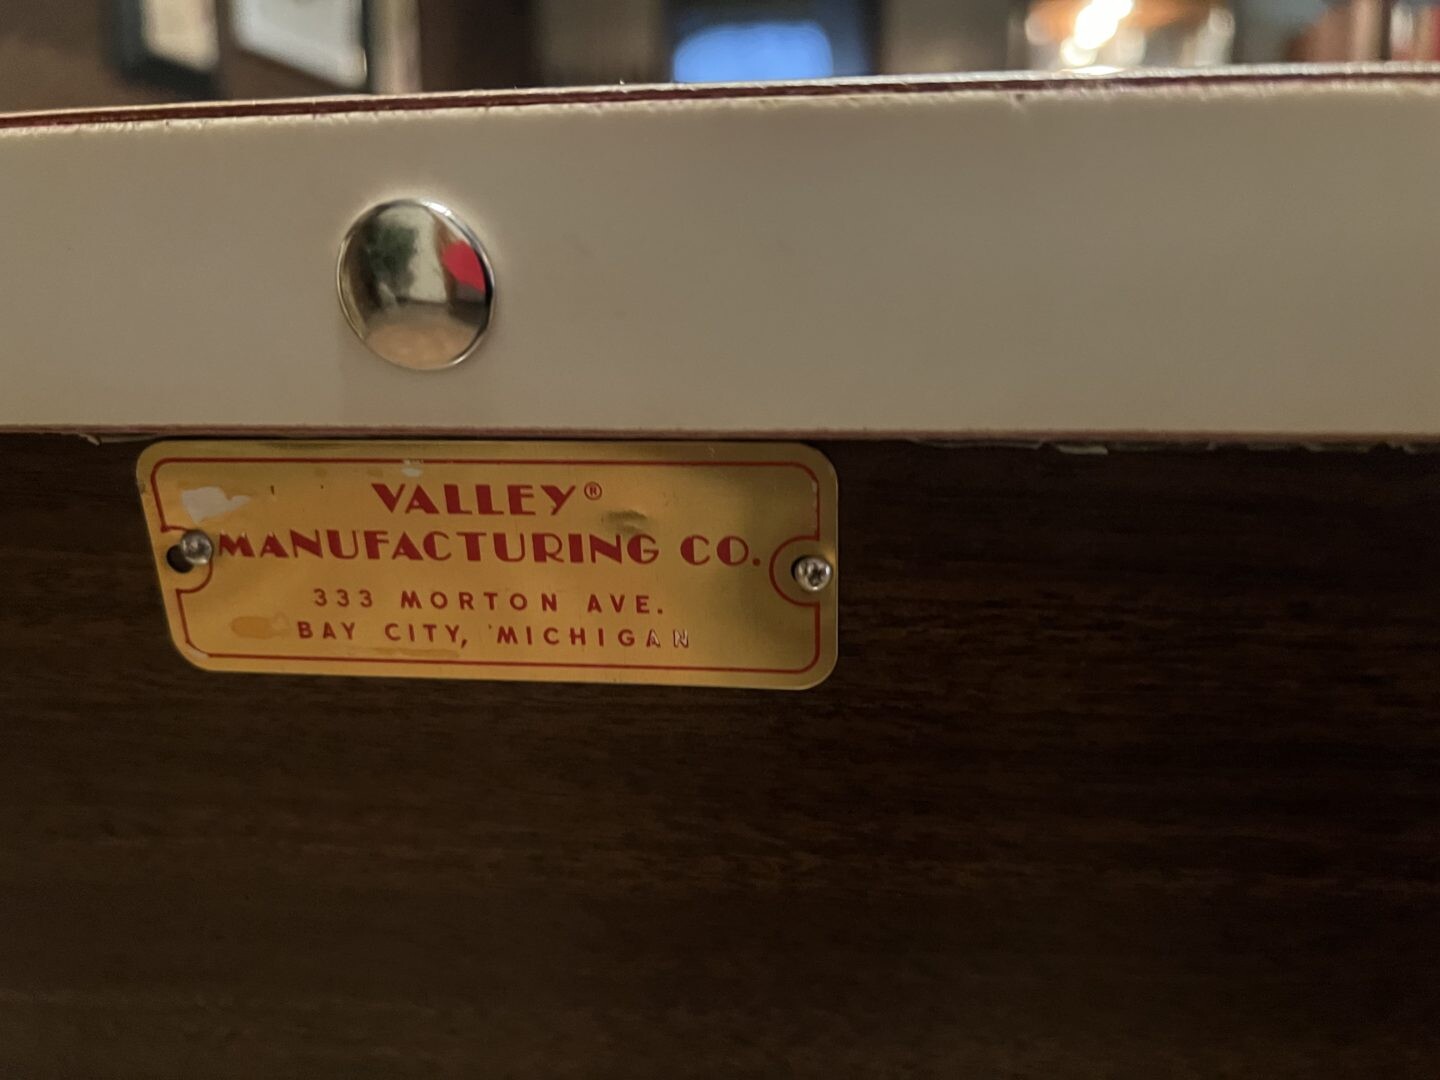 VALLEY®
MANUFACTURING CO.
333 MORTON AVE.
BAY CITY, MICHIGAN